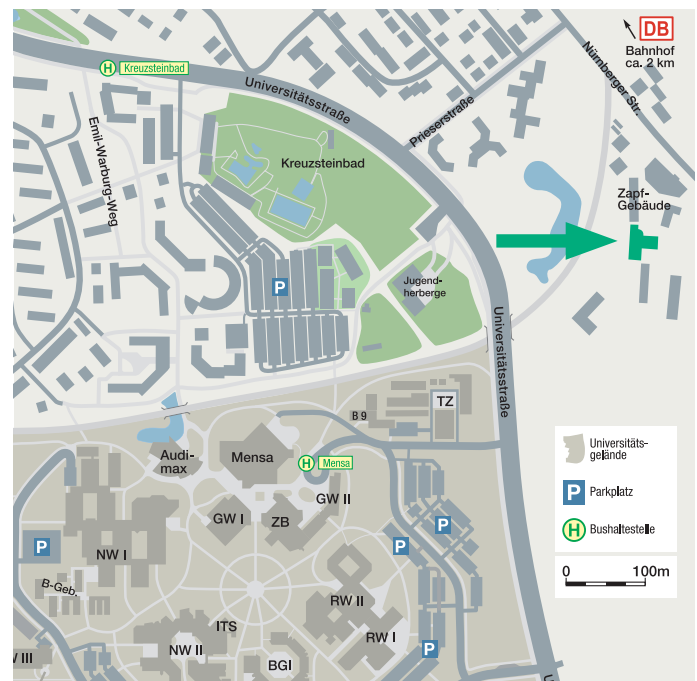 DB
Bahnhof
ca. 2 km
H Kreuzsteinbad
Universitätsstraße
Nürnberger Str.
Prieserstraße
Emil-Warburg-Weg
Kreuzsteinbad
Zapf-
Gebäude
P
Jugend-
herberge
Universitätsstraße
B 9
TZ
Audi-
max
Mensa
H Mensa
GW II
GW I
ZB
P
P
P
NW I
B-Geb.
RW II
ITS
RW I
NW II
BGI
P
W III
U
Universitäts-
gelände
P Parkplatz
H Bushaltestelle
0 100m